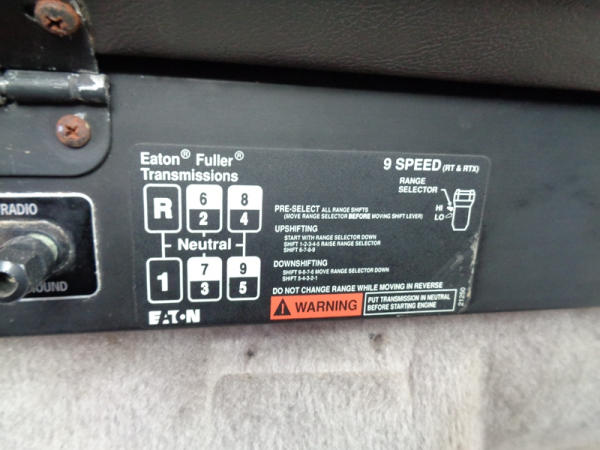 Eaton® Fuller®
Transmissions
9 SPEED (RT & RTX)
RANGE
SELECTOR
HI
LO
R 6 8
2 4
Neutral
1 7 9
3 5
PRE-SELECT ALL RANGE SHIFTS
(MOVE RANGE SELECTOR BEFORE MOVING SHIFT LEVER)
UPSHIFTING
START WITH RANGE SELECTOR DOWN
SHIFT 1-2-3-4-5 RAISE RANGE SELECTOR
SHIFT 6-7-8-9
DOWNSHIFTING
SHIFT 9-8-7-6 MOVE RANGE SELECTOR DOWN
SHIFT 5-4-3-2-1
DO NOT CHANGE RANGE WHILE MOVING IN REVERSE
WARNING
PUT TRANSMISSION IN NEUTRAL
BEFORE STARTING ENGINE
EATON
/RADIO
OUND